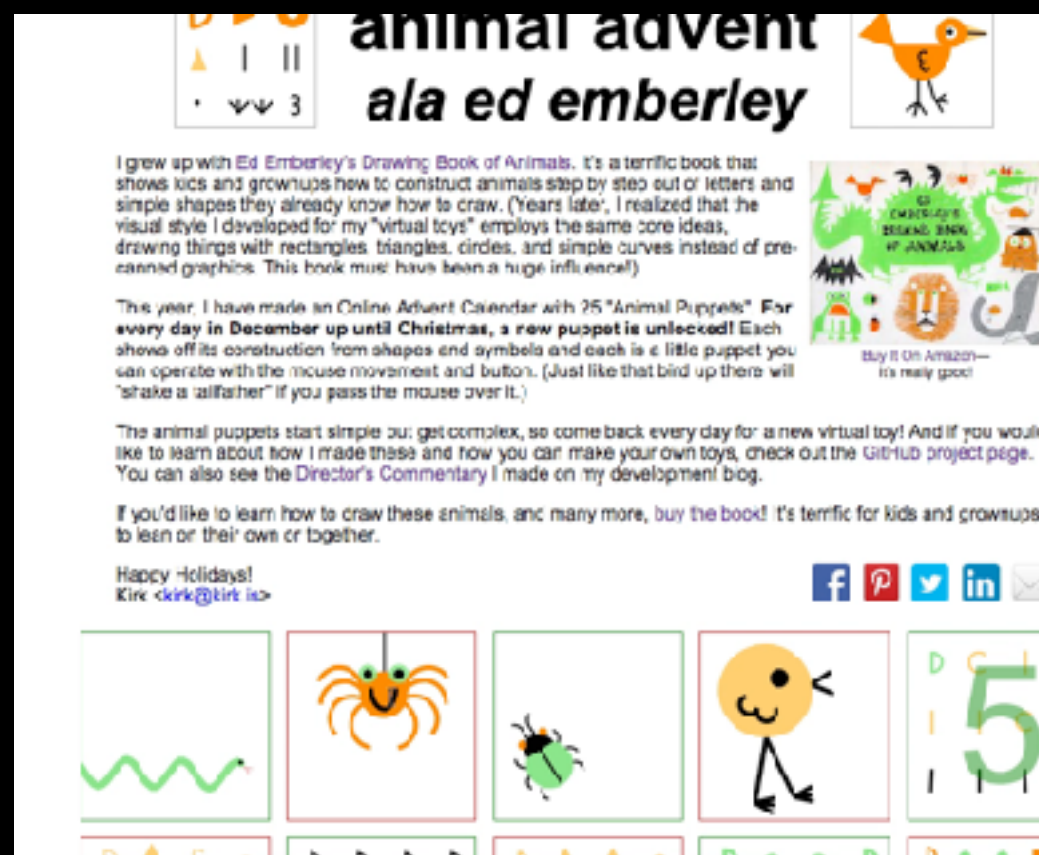 animal advent
ala ed emberley
3
I grew up with Ed Emberley's Drawing Book of Animals. It's a terrific book that
shows kids and grownups how to construct animals step by step out of letters and
simple shapes they already know how to draw. (Years later, I realized that the
visual style I developed for my "virtual toys" employs the same core ideas,
drawing things with rectangles, triangles, circles, and simple curves instead of pre-
canned graphics. This book must have been a huge influence!)
ED
EMBERLEY'S
DRAWING BOOK
OF ANIMALS
Buy It On Amazon—
it's really good!
This year, I have made an Online Advent Calendar with 25 "Animal Puppets". For
every day in December up until Christmas, a new puppet is unlocked! Each
shows off its construction from shapes and symbols and each is a little puppet you
can operate with the mouse movement and button. (Just like that bird up there will
"shake a tailfather" if you pass the mouse over it.)
The animal puppets start simple but get complex, so come back every day for a new virtual toy! And if you would
like to learn about how I made these and how you can make your own toys, check out the GitHub project page.
You can also see the Director's Commentary I made on my development blog.
If you'd like to learn how to draw these animals, and many more, buy the book! It's terrific for kids and grownups
to lean on their own or together.
Happy Holidays!
Kirk <kirk@kirk.is>
f P in
D C I
5